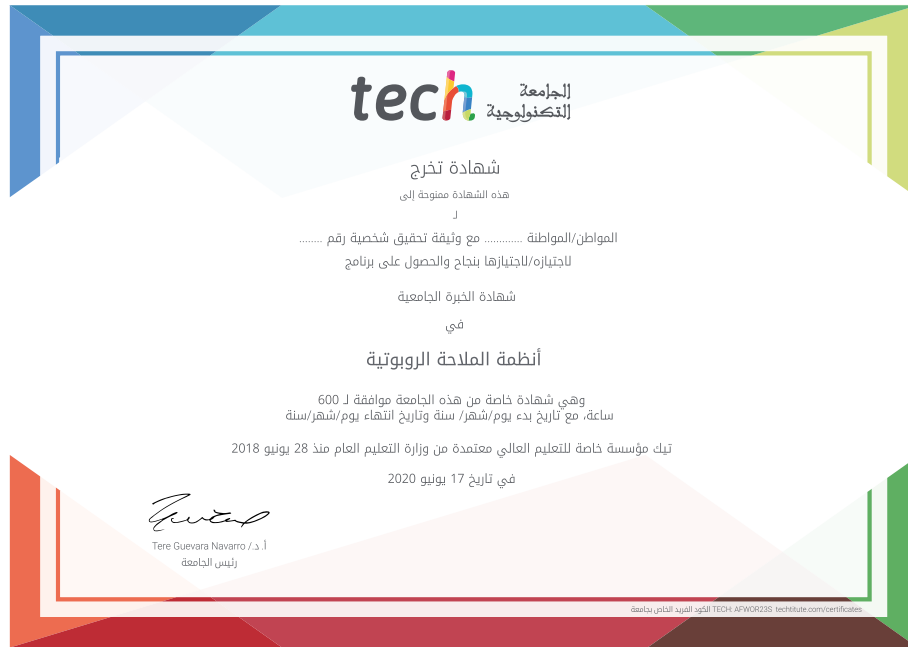 tech الجامعة
التكنولوجية
شهادة تخرج
هذه الشهادة ممنوحة إلى
لـ
المواطن/المواطنة ............ مع وثيقة تحقيق شخصية رقم ........
لاجتيازه/لاجتيازها بنجاح والحصول على برنامج
شهادة الخبرة الجامعية
في
أنظمة الملاحة الروبوتية
وهي شهادة خاصة من هذه الجامعة موافقة لـ 600
ساعة، مع تاريخ بدء يوم/شهر/ سنة وتاريخ انتهاء يوم/شهر/سنة
تيك مؤسسة خاصة للتعليم العالي معتمدة من وزارة التعليم العام منذ 28 يونيو 2018
في تاريخ 17 يونيو 2020
أ. د./ Tere Guevara Navarro
رئيس الجامعة
الكود الفريد الخاص بجامعة TECH: AFWOR23S techtitute.com/certificates